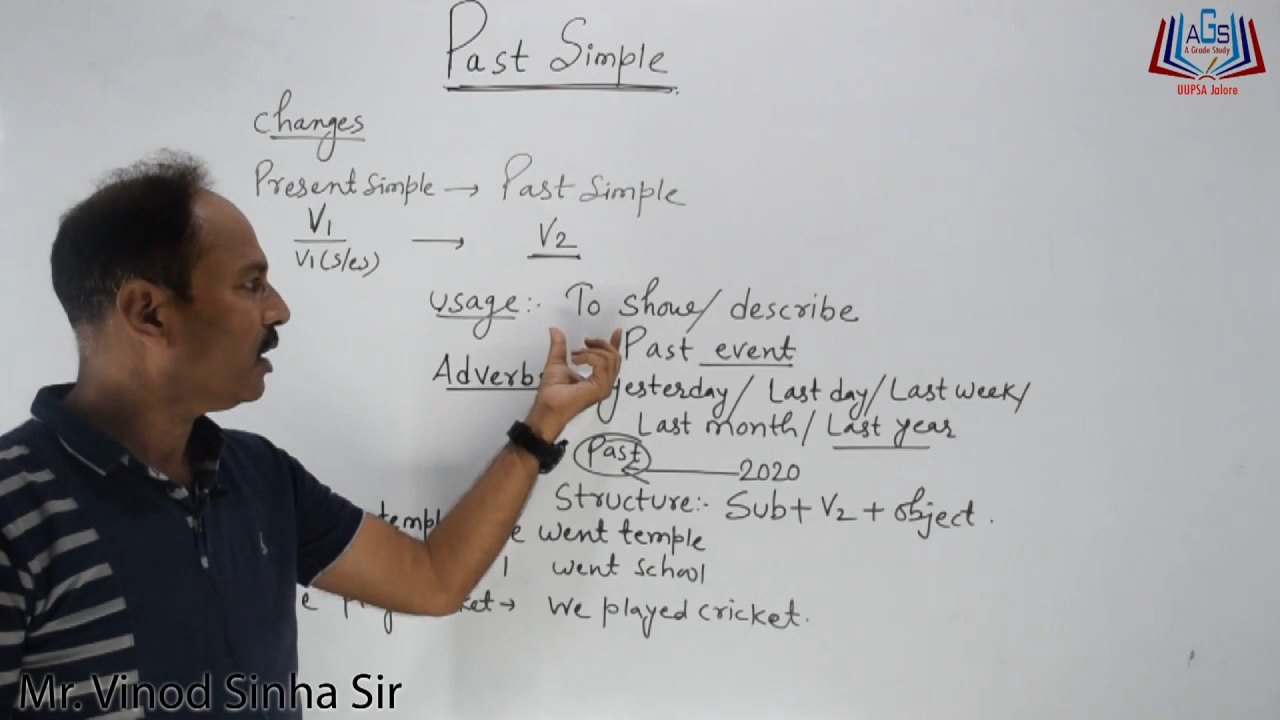 Past Simple
AGS
A Grade Study
UUPSA Jalore
Changes
Present Simple → Past Simple
V1 → V2
V1(s/es)
Usage:- To show/ describe
Past event
Adverb yesterday/ Last day/ Last week/
Last month/ Last year
Past 2020
Structure:- Sub + V2 + object.
went temple
I went school
→ We played cricket.
Mr. Vinod Sinha Sir